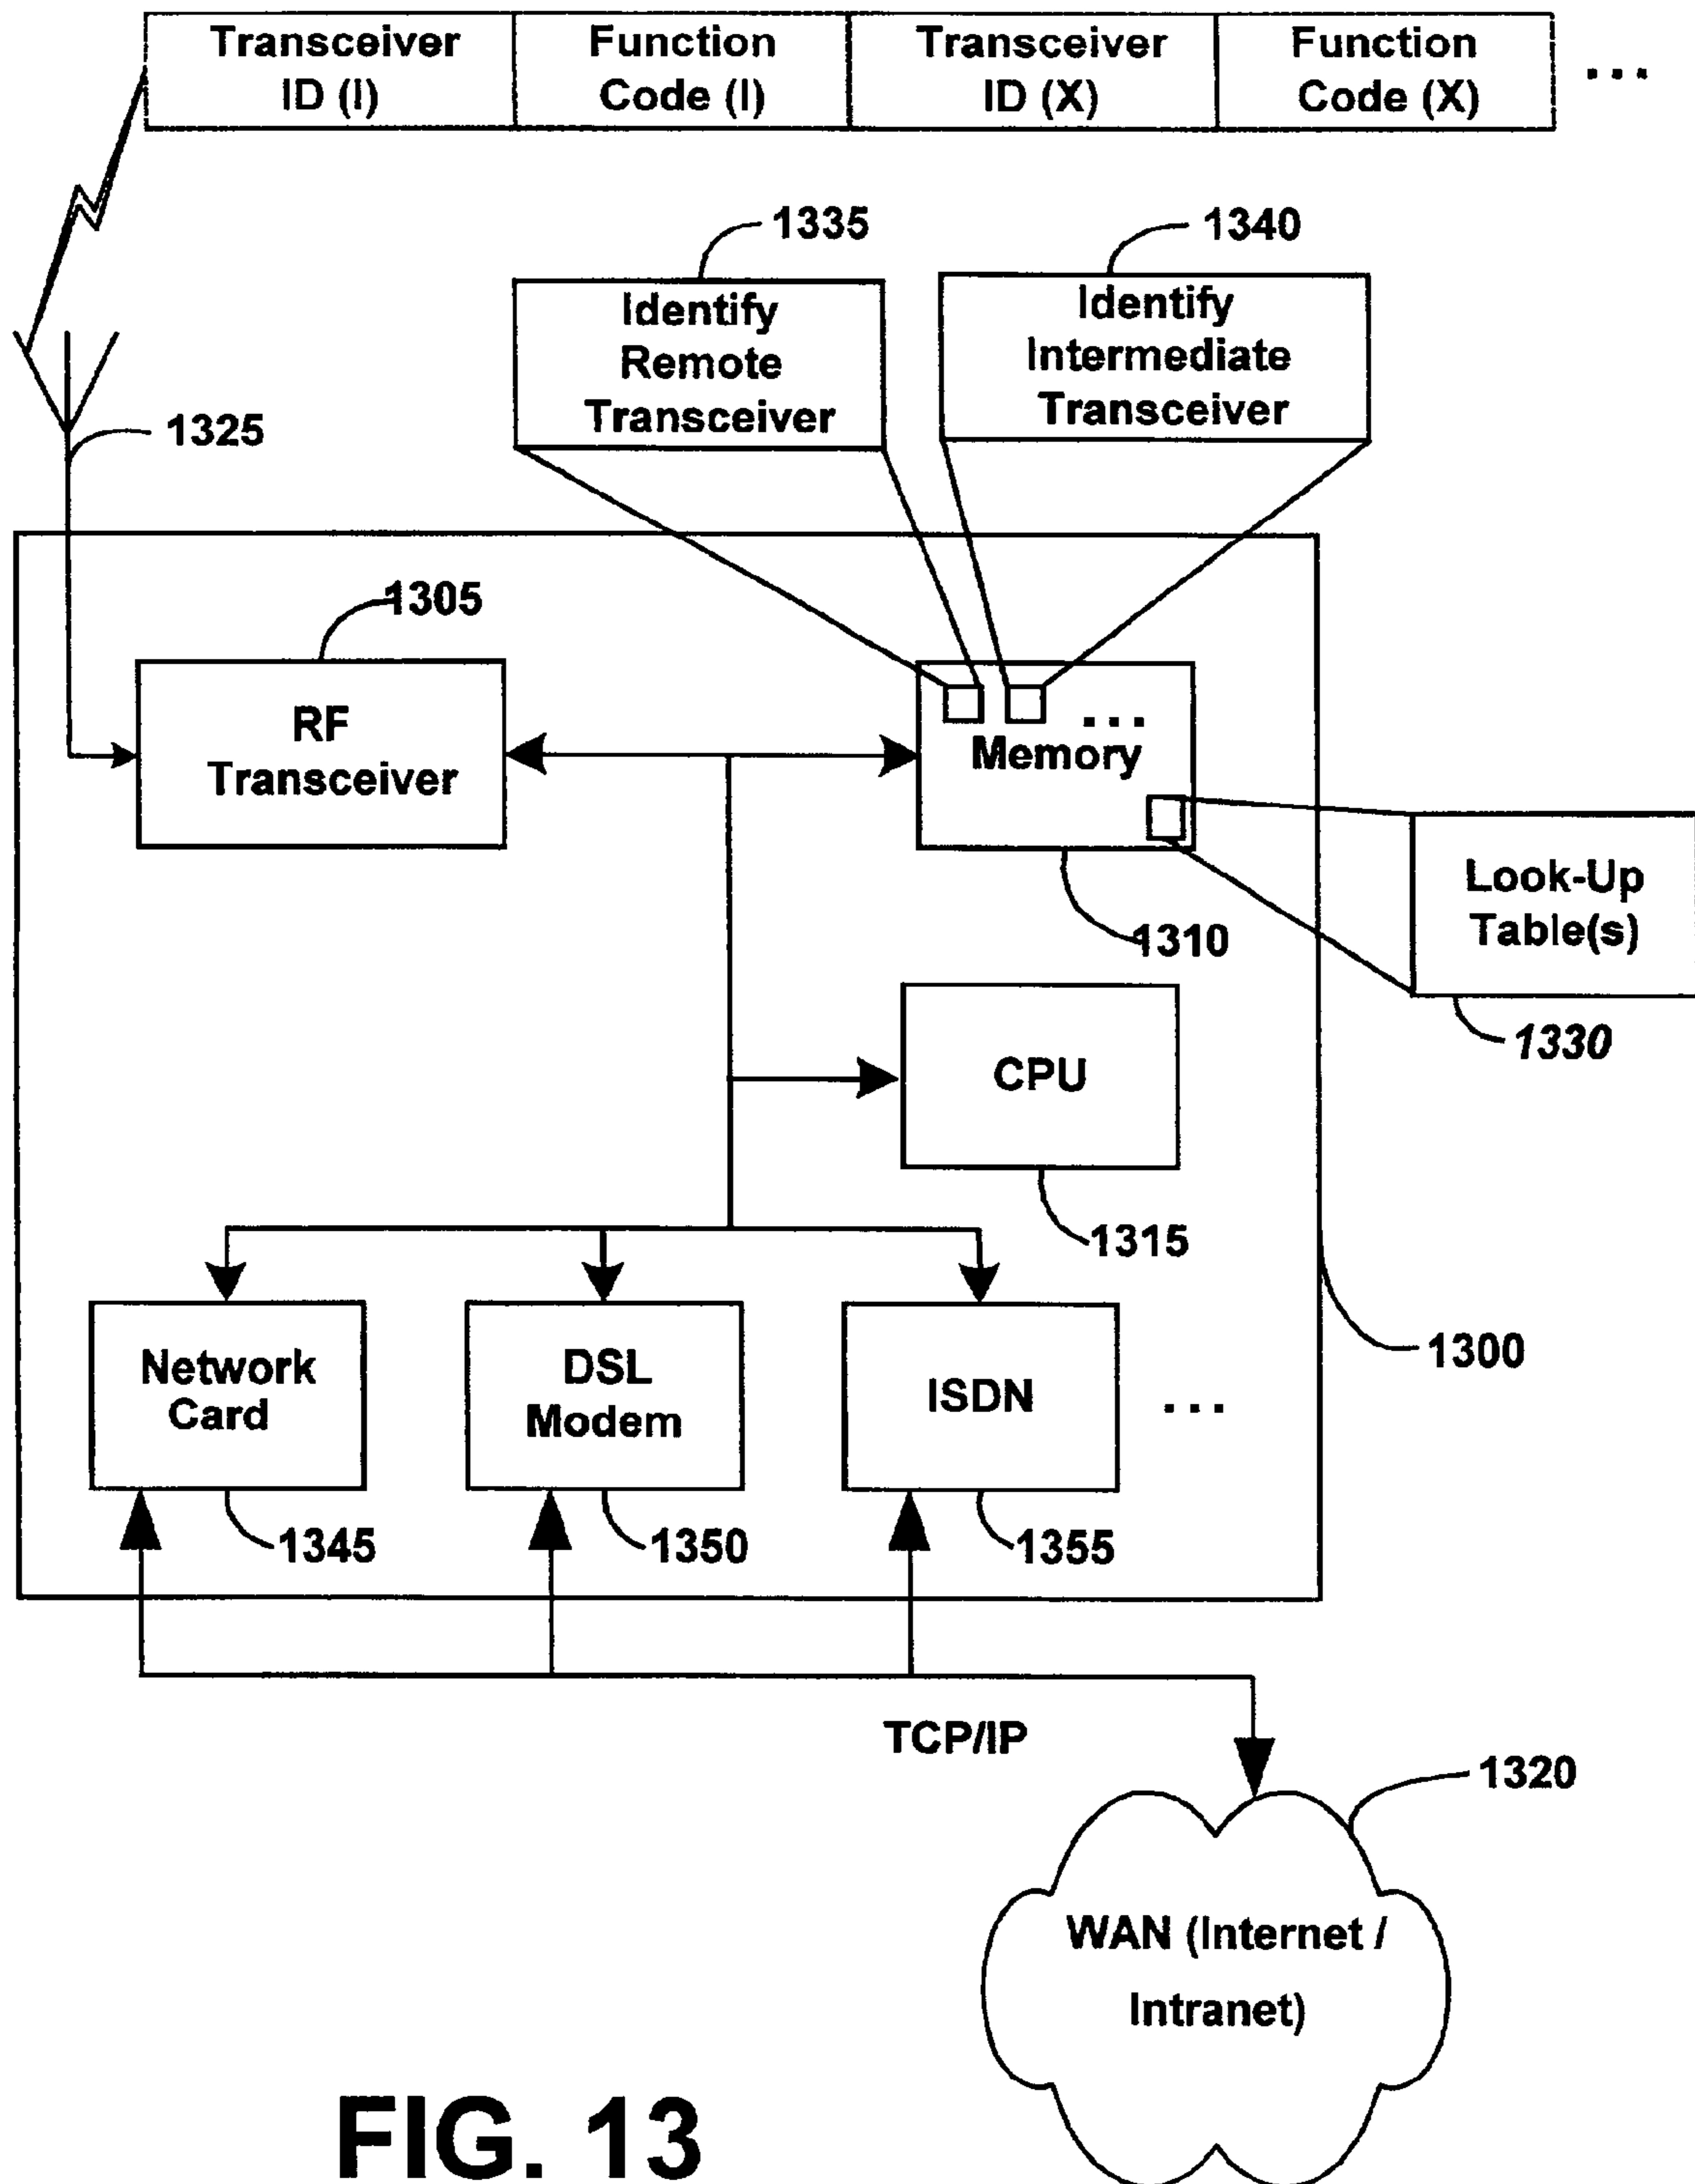 Transceiver
ID (I)
Function
Code (I)
Transceiver
ID (X)
Function
Code (X)
...
1335
1340
Identify
Remote
Transceiver
Identify
Intermediate
Transceiver
1325
1305
RF
Transceiver
...
Memory
1310
Look-Up
Table(s)
1330
CPU
1315
1300
Network
Card
DSL
Modem
ISDN
...
1345
1350
1355
TCP/IP
1320
WAN (Internet /
Intranet)
FIG. 13